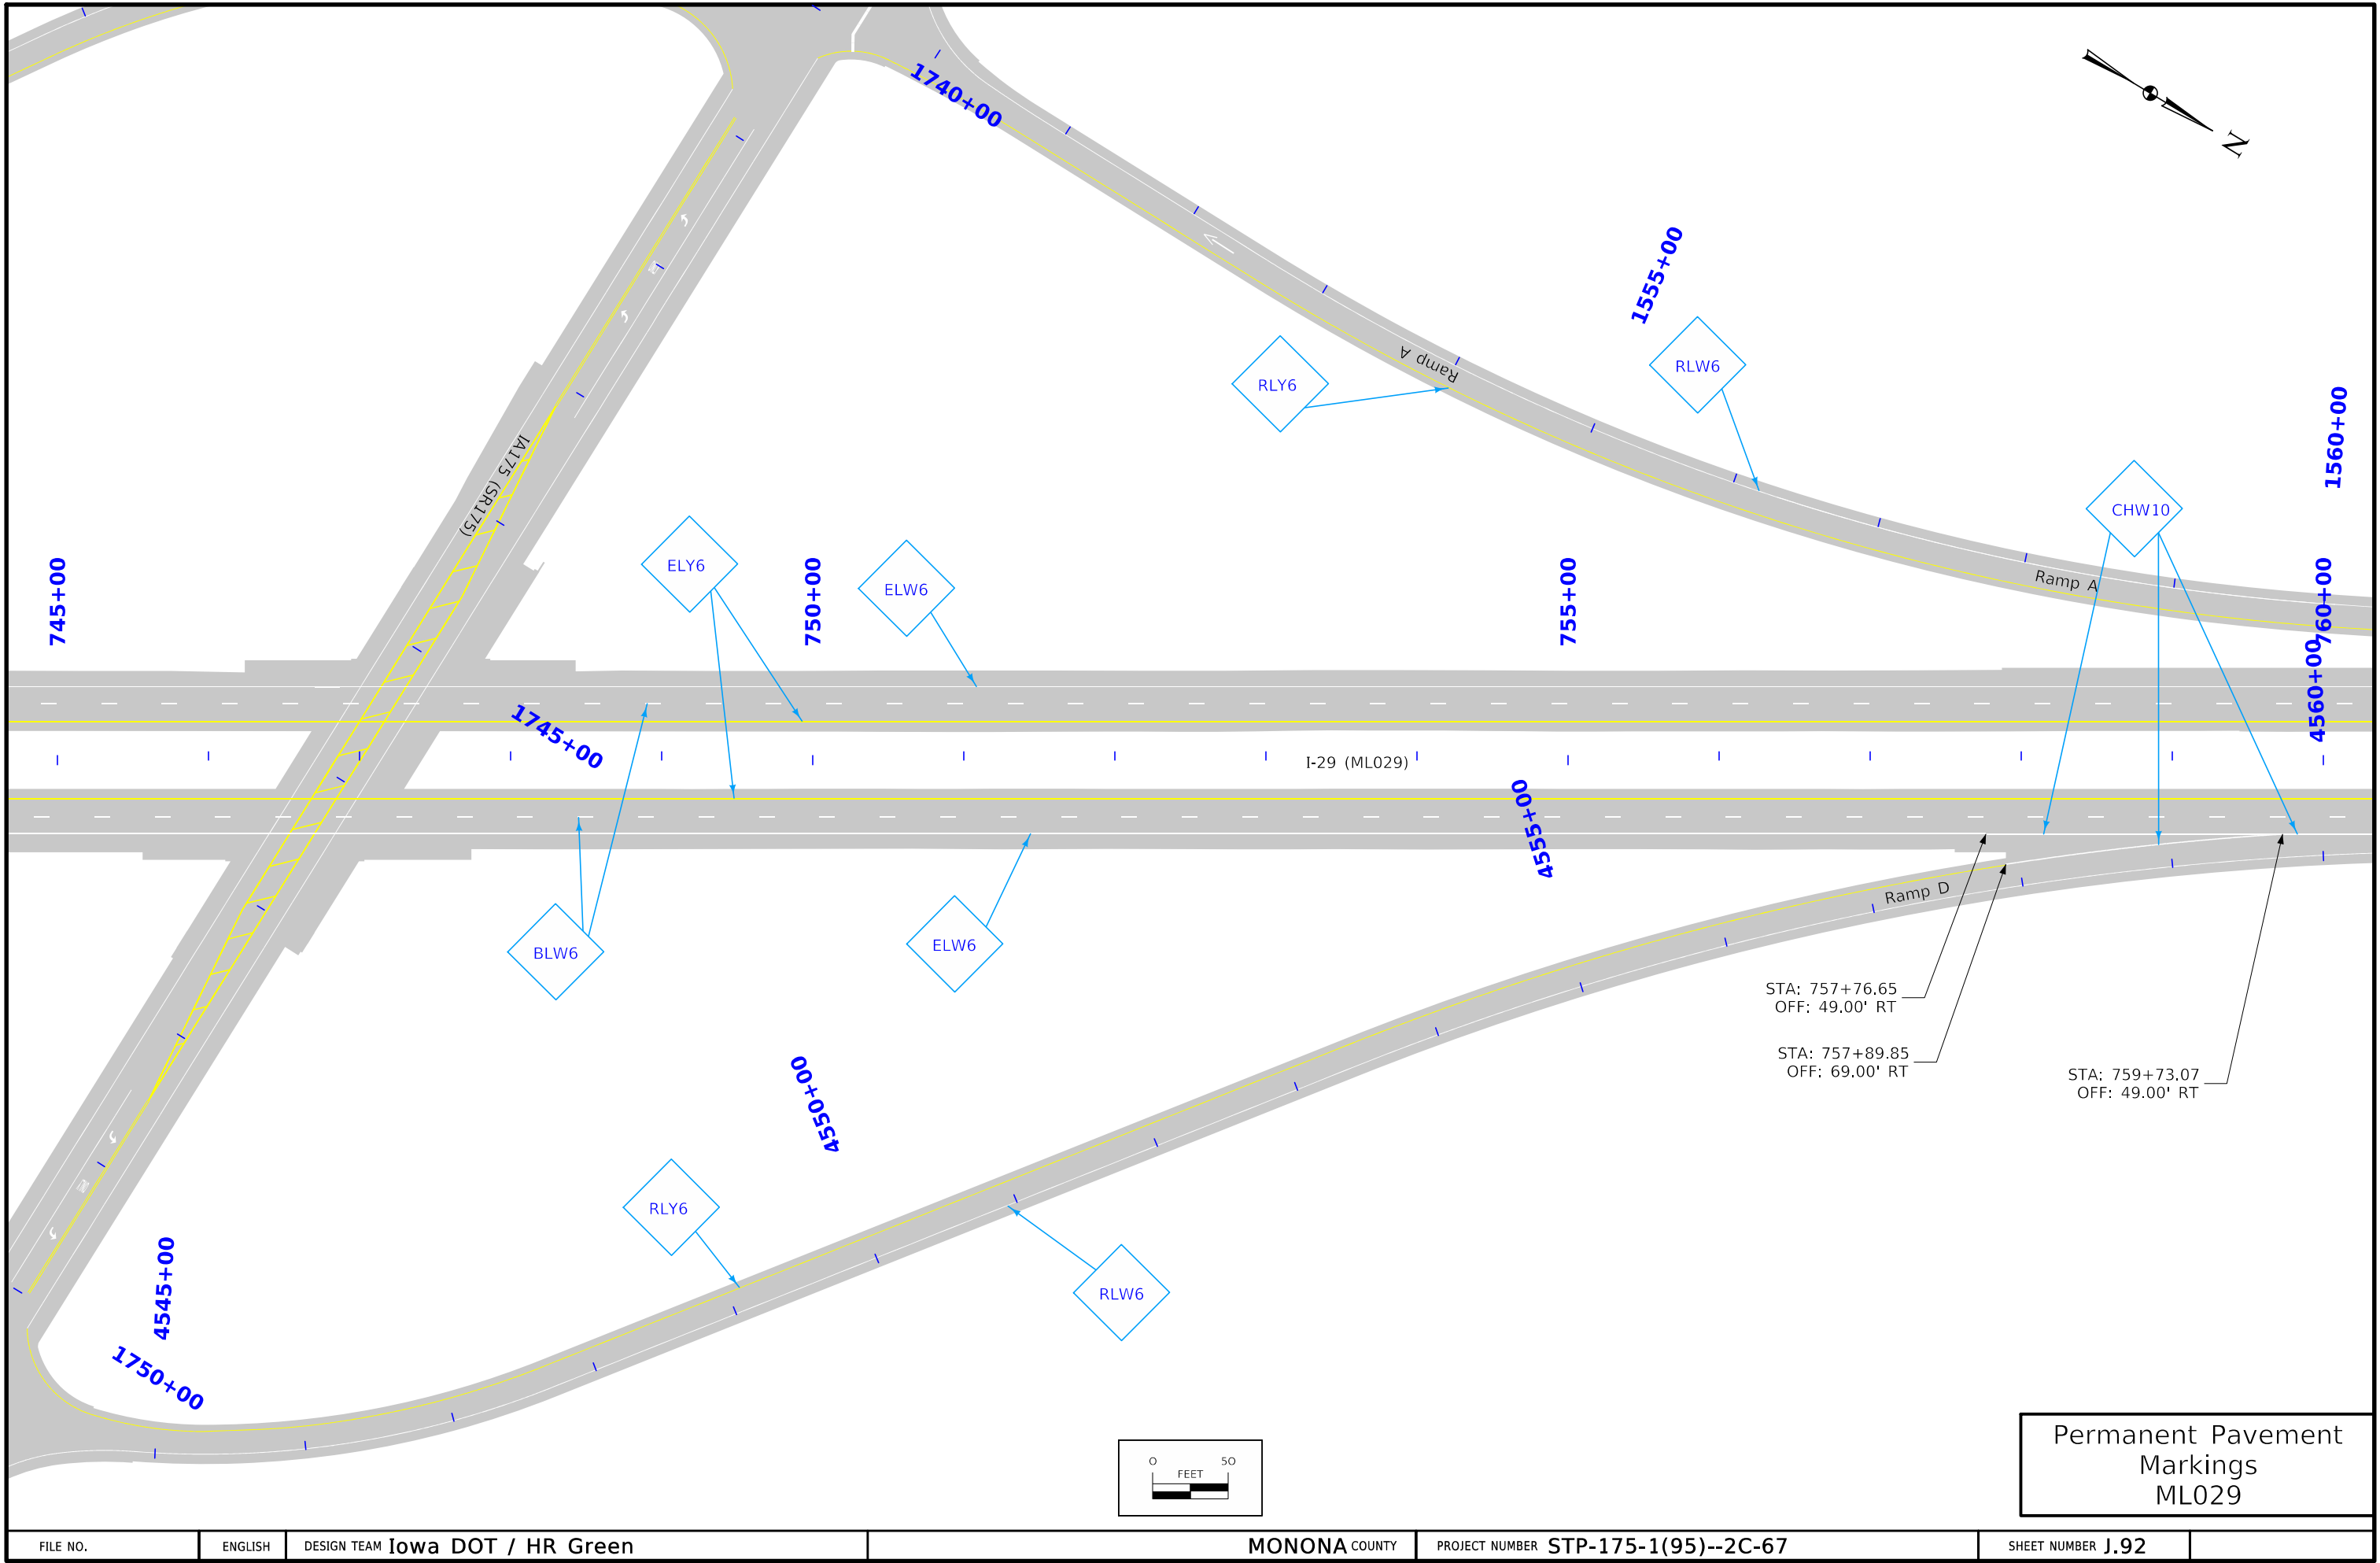 1740+00
N
1555+00
Ramp A
RLY6
RLW6
1560+00
IA175 (SR175)
CHW10
745+00
ELY6
750+00
ELW6
755+00
Ramp A
760+00
4560+00
1745+00
I-29 (ML029)
4555+00
Ramp D
BLW6
ELW6
STA: 757+76.65
OFF: 49.00' RT
STA: 757+89.85
OFF: 69.00' RT
STA: 759+73.07
OFF: 49.00' RT
4550+00
RLY6
RLW6
4545+00
1750+00
0 50
FEET
Permanent Pavement
Markings
ML029
FILE NO. ENGLISH DESIGN TEAM Iowa DOT / HR Green MONONA COUNTY PROJECT NUMBER STP-175-1(95)--2C-67 SHEET NUMBER J.92